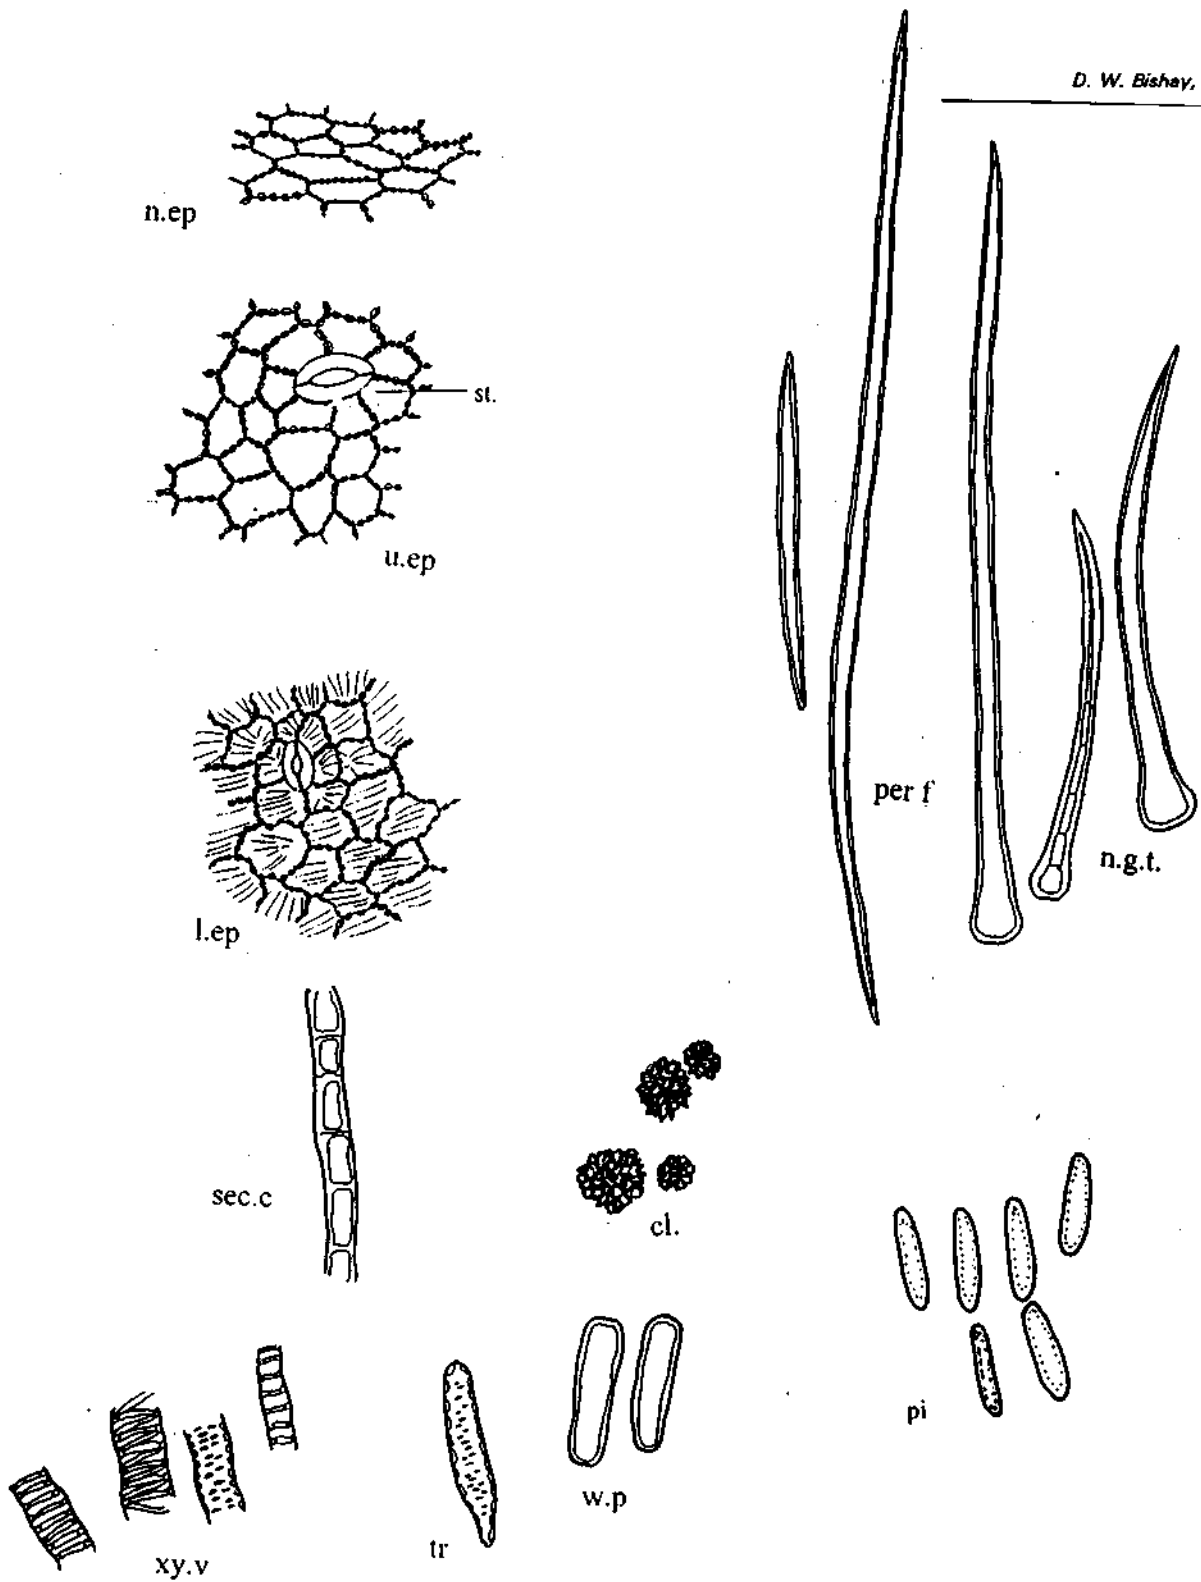 D. W. Bishay,
n.ep
st.
u.ep
per f
n.g.t.
l.ep
sec.c
cl.
pi
w.p
tr
xy.v